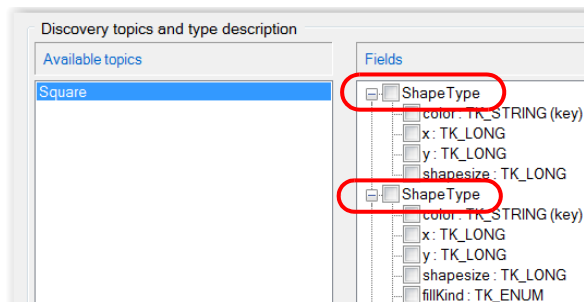 Discovery topics and type description
Available topics
Fields
Square
ShapeType
color : TK_STRING (key)
x : TK_LONG
y : TK_LONG
shapesize : TK_LONG
ShapeType
color : TK_STRING (key)
x : TK_LONG
y : TK_LONG
shapesize : TK_LONG
fillKind : TK_ENUM